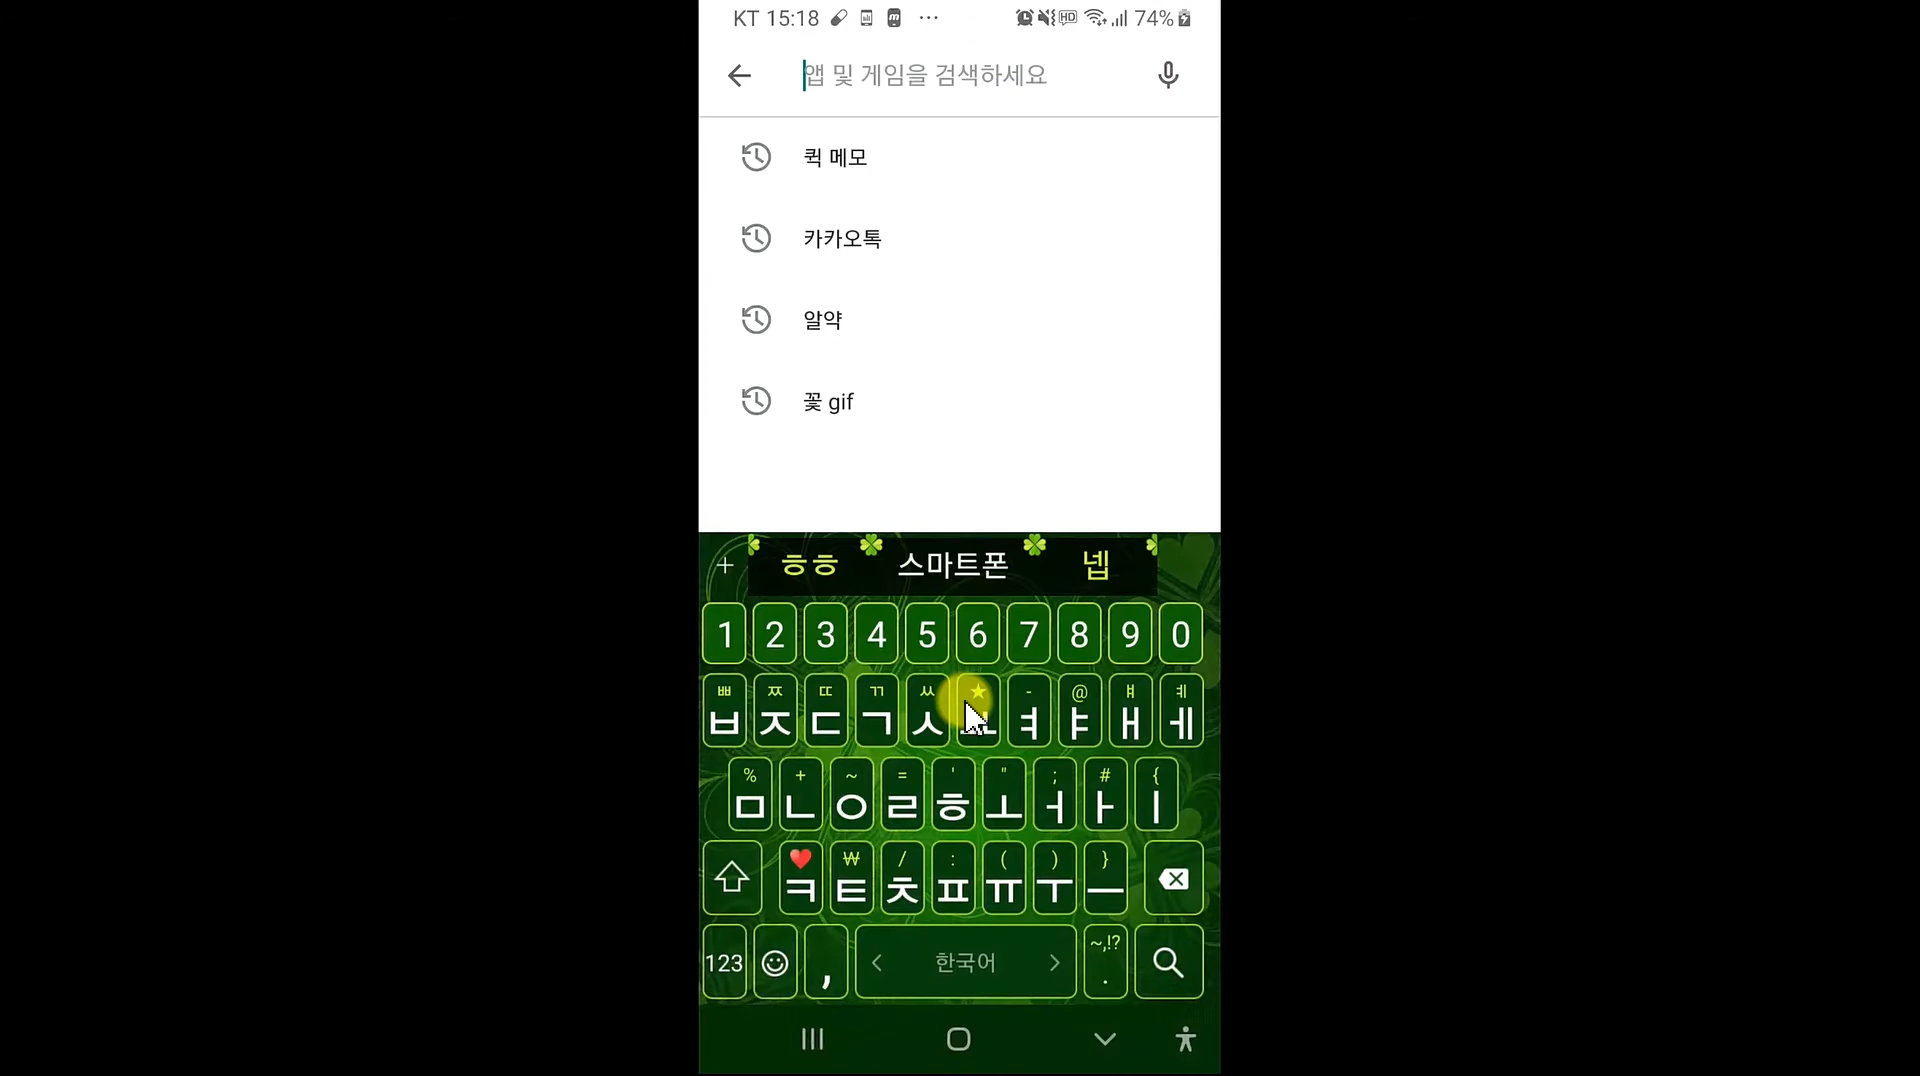 KT 15:18 HD 74%
앱 및 게임을 검색하세요
퀵 메모
카카오톡
알약
꽃 gif
+ ㅎㅎ 스마트폰 넵
1 2 3 4 5 6 7 8 9 0
ㅃ ㅉ ㄸ ㄲ ㅆ ★ - @ ㅒ ㅖ
ㅂ ㅈ ㄷ ㄱ ㅅ ㅛ ㅕ ㅑ ㅐ ㅔ
% + ~ = ' " ; # {
ㅁ ㄴ ㅇ ㄹ ㅎ ㅗ ㅓ ㅏ ㅣ
❤ ₩ / : ( ) }
ㅋ ㅌ ㅊ ㅍ ㅠ ㅜ ㅡ
~,!?
123 , < 한국어 > .